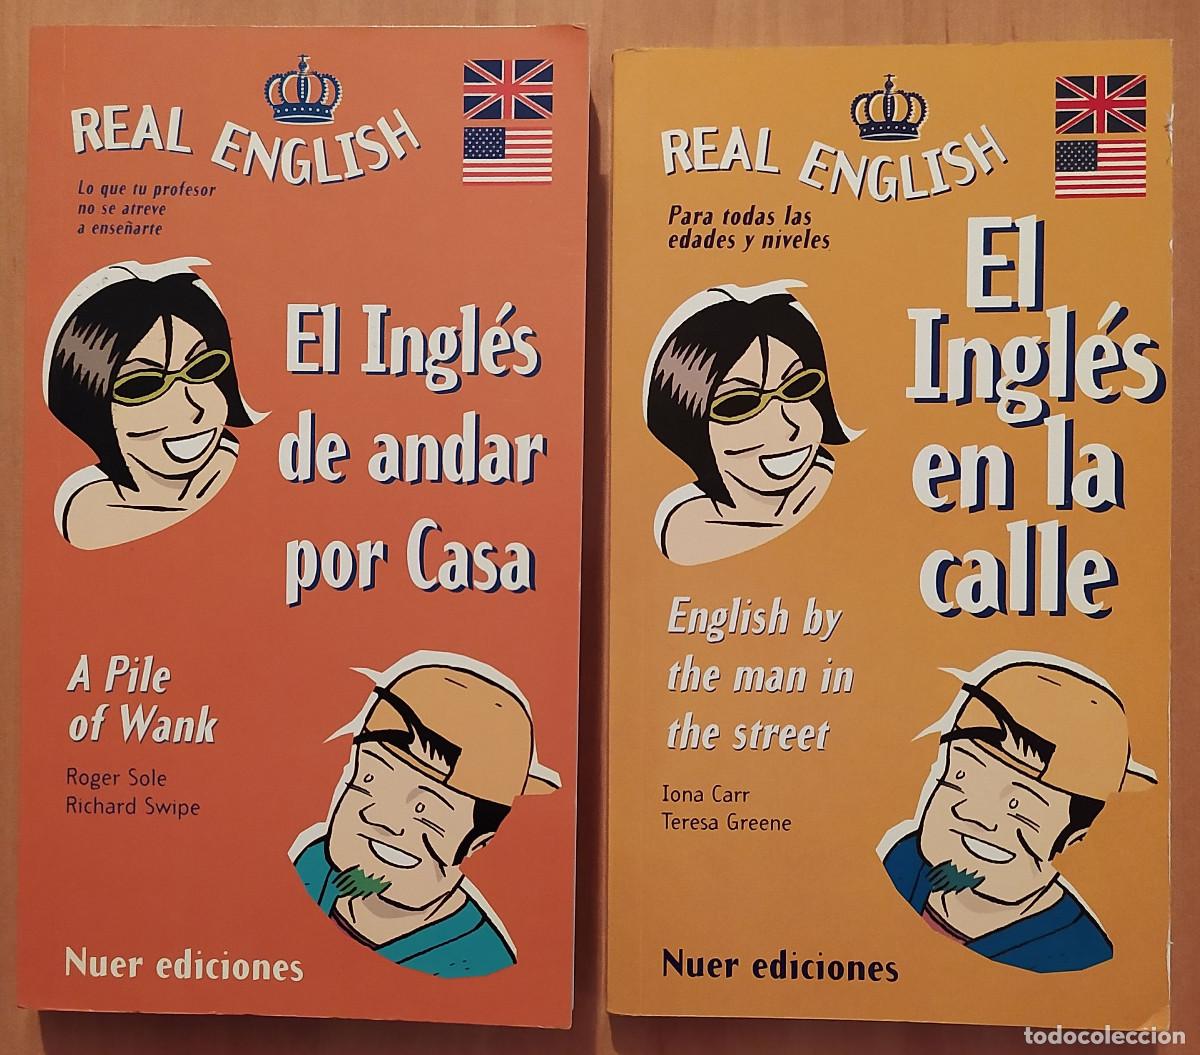 REAL ENGLISH
Lo que tu profesor
no se atreve
a enseñarte
El Inglés
de andar
por Casa
A Pile
of Wank
Roger Sole
Richard Swipe
Nuer ediciones
REAL ENGLISH
Para todas las
edades y niveles
El
Inglés
en la
calle
English by
the man in
the street
Iona Carr
Teresa Greene
Nuer ediciones
todocoleccion